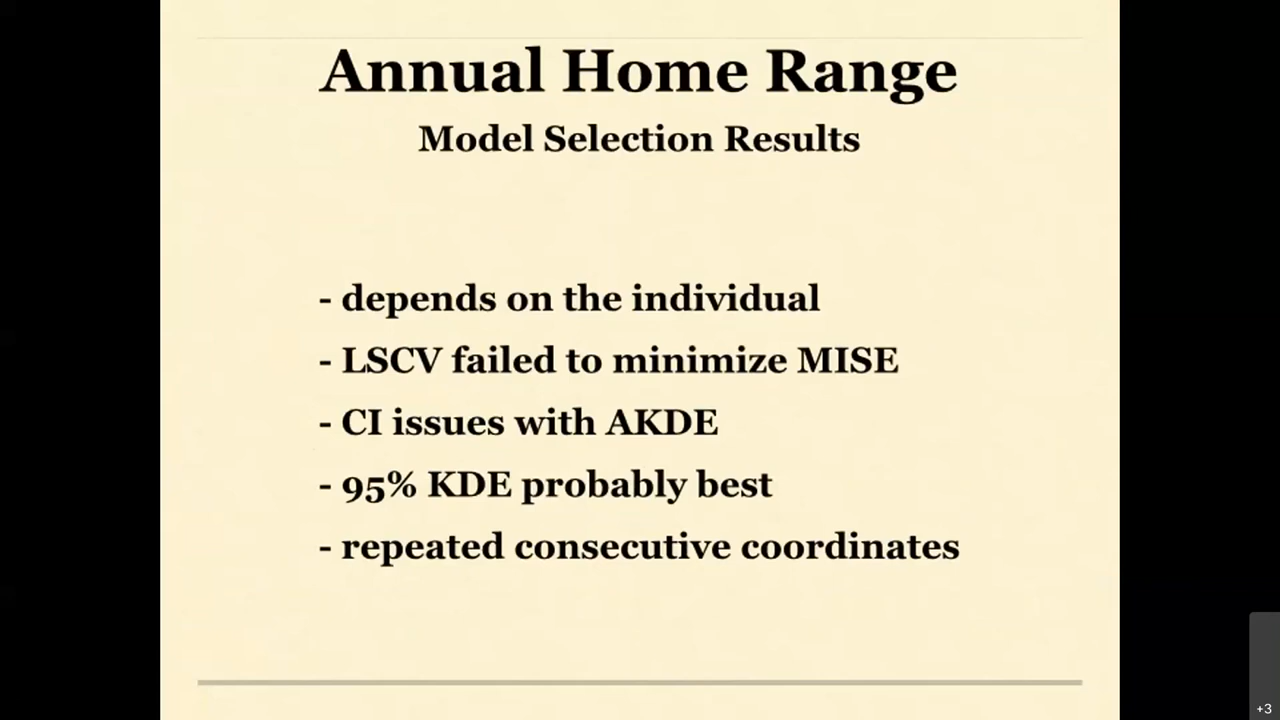 Annual Home Range
Model Selection Results
- depends on the individual
- LSCV failed to minimize MISE
- CI issues with AKDE
- 95% KDE probably best
- repeated consecutive coordinates
+3